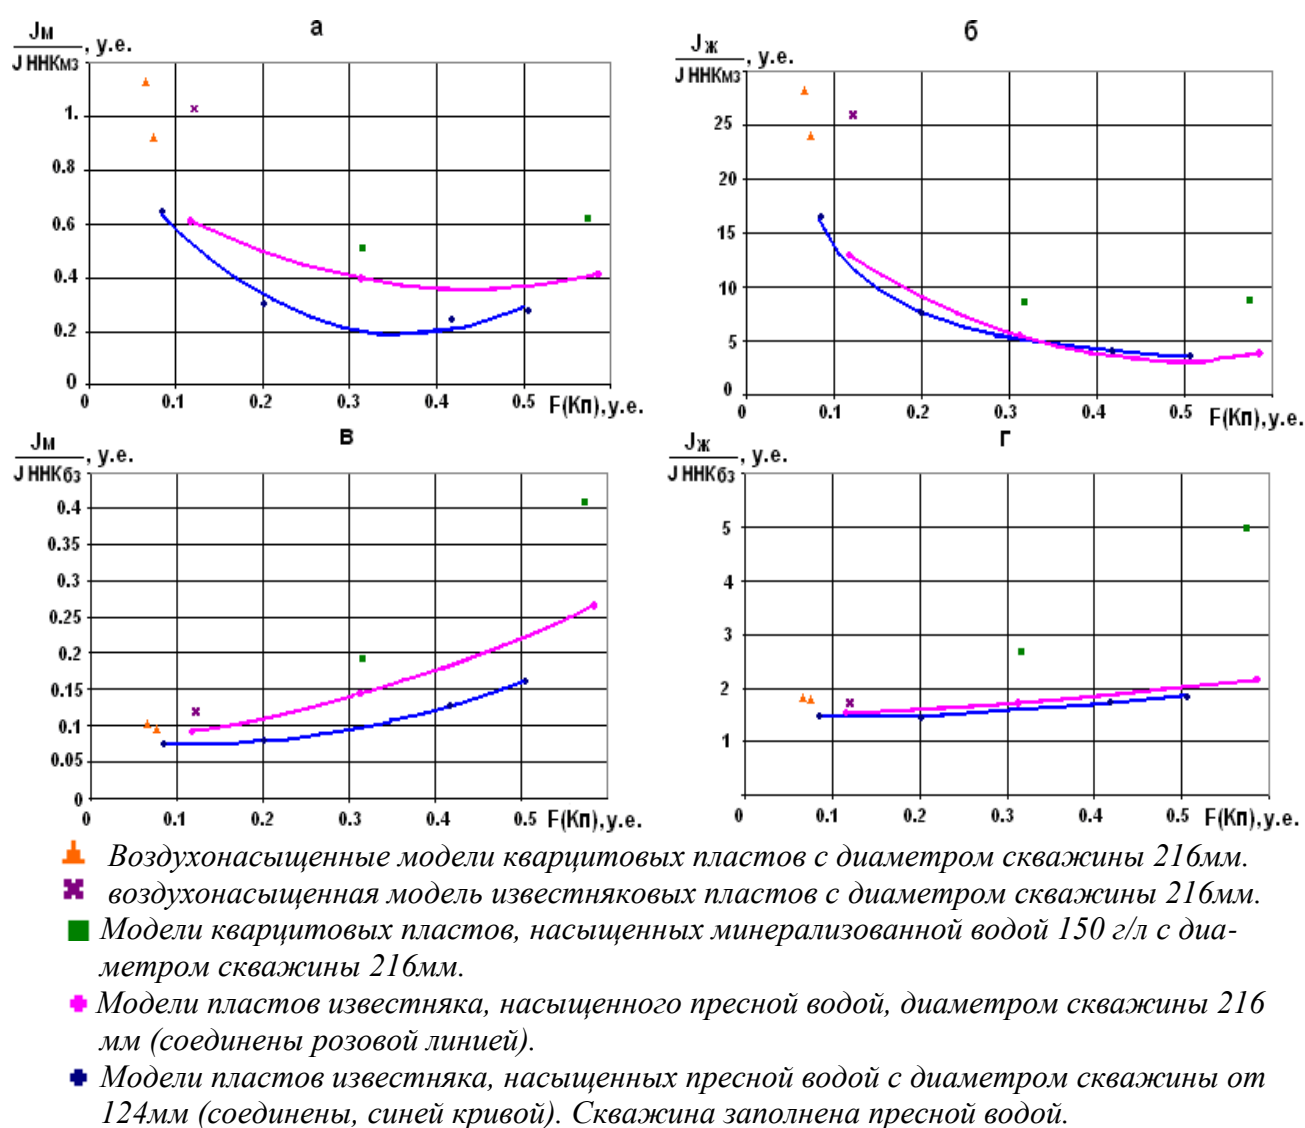 а
Jм
J ННКмз , у.е.
1.
0.8
0.6
0.4
0.2
0
0 0.1 0.2 0.3 0.4 0.5 F(Кп),у.е.
б
Jж
J ННКмз , у.е.
25
20
15
10
5
0
0 0.1 0.2 0.3 0.4 0.5 F(Кп),у.е.
в
Jм
J ННКбз , у.е.
0.4
0.35
0.3
0.25
0.2
0.15
0.1
0.05
0
0 0.1 0.2 0.3 0.4 0.5 F(Кп),у.е.
г
Jж
J ННКбз , у.е.
5
4
3
2
1
0 0.1 0.2 0.3 0.4 0.5 F(Кп),у.е.
Воздухонасыщенные модели кварцитовых пластов с диаметром скважины 216мм.
воздухонасыщенная модель известняковых пластов с диаметром скважины 216мм.
Модели кварцитовых пластов, насыщенных минерализованной водой 150 г/л с диа-
метром скважины 216мм.
Модели пластов известняка, насыщенного пресной водой, диаметром скважины 216
мм (соединены розовой линией).
Модели пластов известняка, насыщенных пресной водой с диаметром скважины от
124мм (соединены, синей кривой). Скважина заполнена пресной водой.